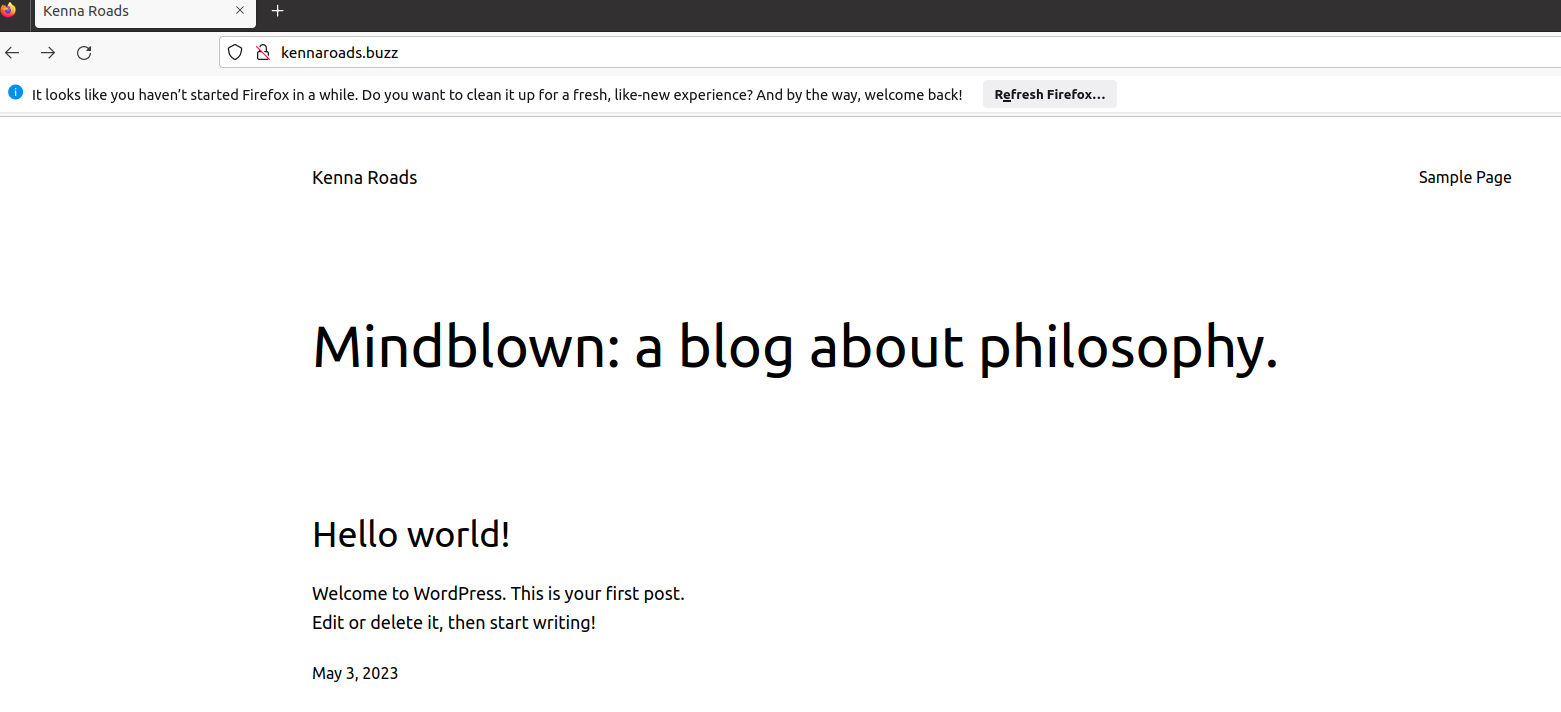 Kenna Roads
kennaroads.buzz
It looks like you haven’t started Firefox in a while. Do you want to clean it up for a fresh, like-new experience? And by the way, welcome back! Refresh Firefox…
Kenna Roads Sample Page
Mindblown: a blog about philosophy.
Hello world!
Welcome to WordPress. This is your first post.
Edit or delete it, then start writing!
May 3, 2023